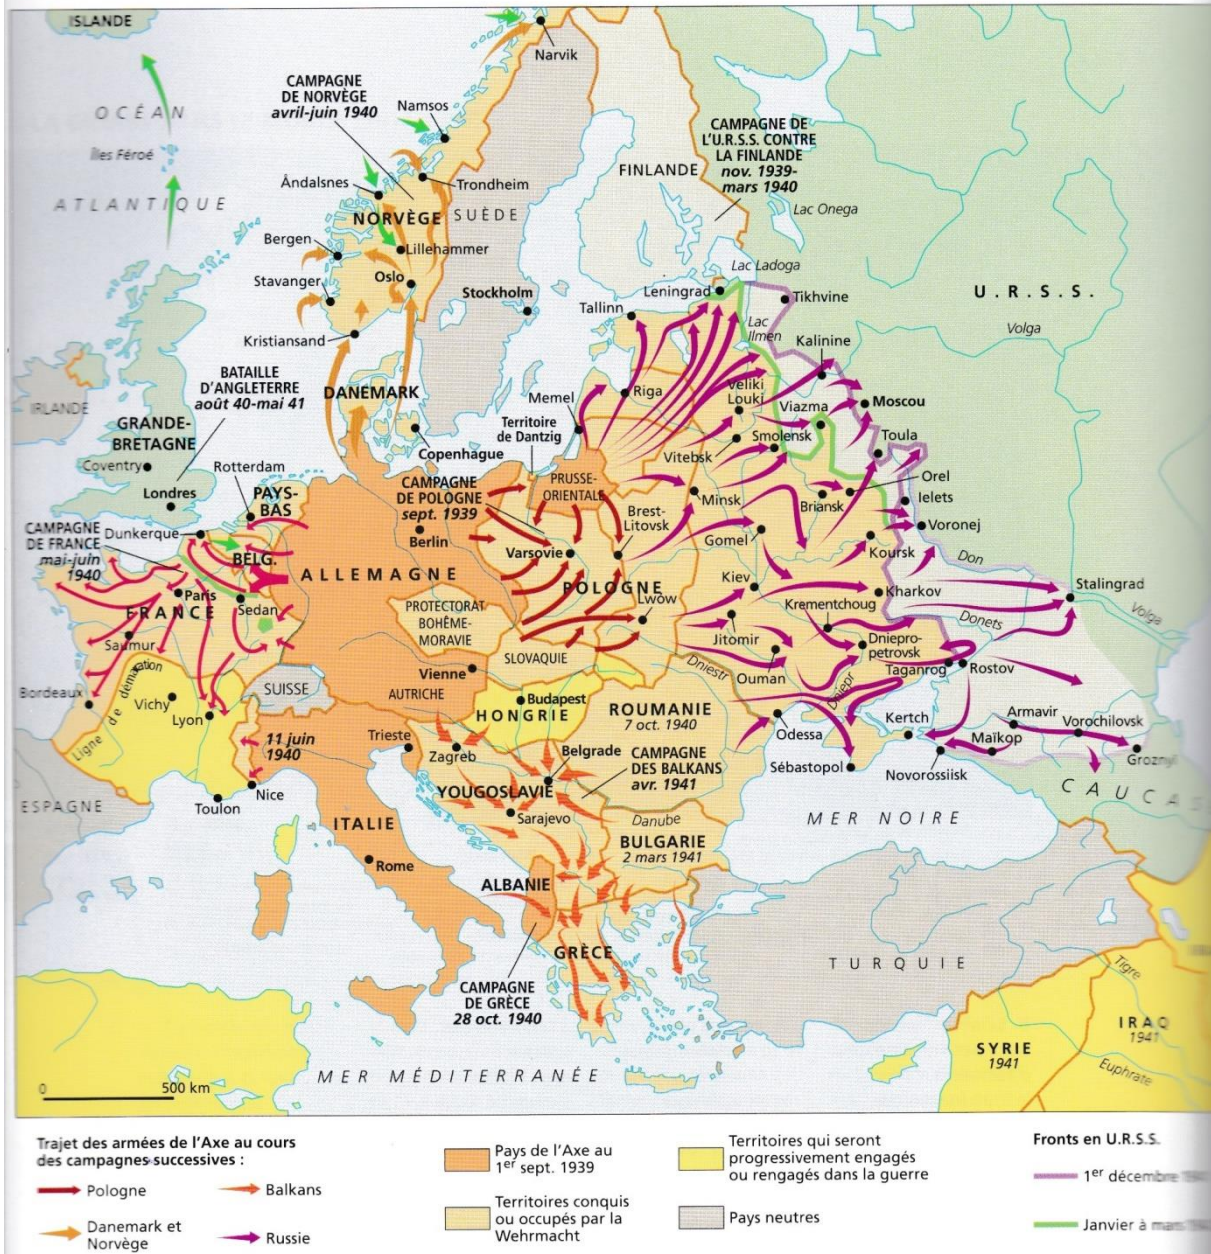 ISLANDE
Narvik
CAMPAGNE
DE NORVÈGE
avril-juin 1940
Namsos
OCÉAN
Îles Féroé
ATLANTIQUE
CAMPAGNE DE
L'U.R.S.S. CONTRE
LA FINLANDE
nov. 1939-
mars 1940
FINLANDE
Lac Onega
Åndalsnes
Trondheim
NORVÈGE
SUÈDE
Bergen
Lillehammer
Stavanger
Oslo
Lac Ladoga
Stockholm
Leningrad
Tikhvine
U.R.S.S.
Tallinn
Lac
Ilmen
Volga
Kristiansand
Kalinine
BATAILLE
D'ANGLETERRE
août 40-mai 41
DANEMARK
Riga
Veliki
Louki
Memel
Viazma
Moscou
IRLANDE
GRANDE-
BRETAGNE
Territoire
de Dantzig
Smolensk
Toula
Copenhague
Vitebsk
Coventry
Rotterdam
Londres
PAYS-
BAS
CAMPAGNE
DE POLOGNE
sept. 1939
PRUSSE-
ORIENTALE
Minsk
Briansk
Orel
Ielets
CAMPAGNE
DE FRANCE
mai-juin
1940
Dunkerque
Berlin
Brest-
Litovsk
Gomel
Voronej
Varsovie
Koursk
BELG.
ALLEMAGNE
POLOGNE
Don
Paris
FRANCE
Sedan
Kiev
Kharkov
Stalingrad
PROTECTORAT
BOHÊME-
MORAVIE
Lwów
Krementchoug
Donets
Volga
Saumur
Jitomir
Dniepro-
petrovsk
SLOVAQUIE
Dniestr
Taganrog
Rostov
Ligne de démarcation
Vienne
Ouman
Dniepr
Bordeaux
Vichy
SUISSE
AUTRICHE
Budapest
Lyon
HONGRIE
ROUMANIE
7 oct. 1940
Armavir
Vorochilovsk
11 juin
1940
Trieste
Zagreb
Belgrade
CAMPAGNE
DES BALKANS
avr. 1941
Odessa
Kertch
Maïkop
Groznyï
Sébastopol
Novorossiisk
ESPAGNE
Nice
Toulon
YOUGOSLAVIE
CAUCAS
Sarajevo
Danube
MER NOIRE
ITALIE
BULGARIE
2 mars 1941
Rome
ALBANIE
GRÈCE
TURQUIE
Tigre
CAMPAGNE
DE GRÈCE
28 oct. 1940
IRAQ
1941
SYRIE
1941
Euphrate
MER MÉDITERRANÉE
0 500 km
Trajet des armées de l'Axe au cours
des campagnes successives :
Pologne
Balkans
Danemark et
Norvège
Russie
Pays de l'Axe au
1er sept. 1939
Territoires conquis
ou occupés par la
Wehrmacht
Territoires qui seront
progressivement engagés
ou rengagés dans la guerre
Pays neutres
Fronts en U.R.S.S.
1er décembre
Janvier à mars